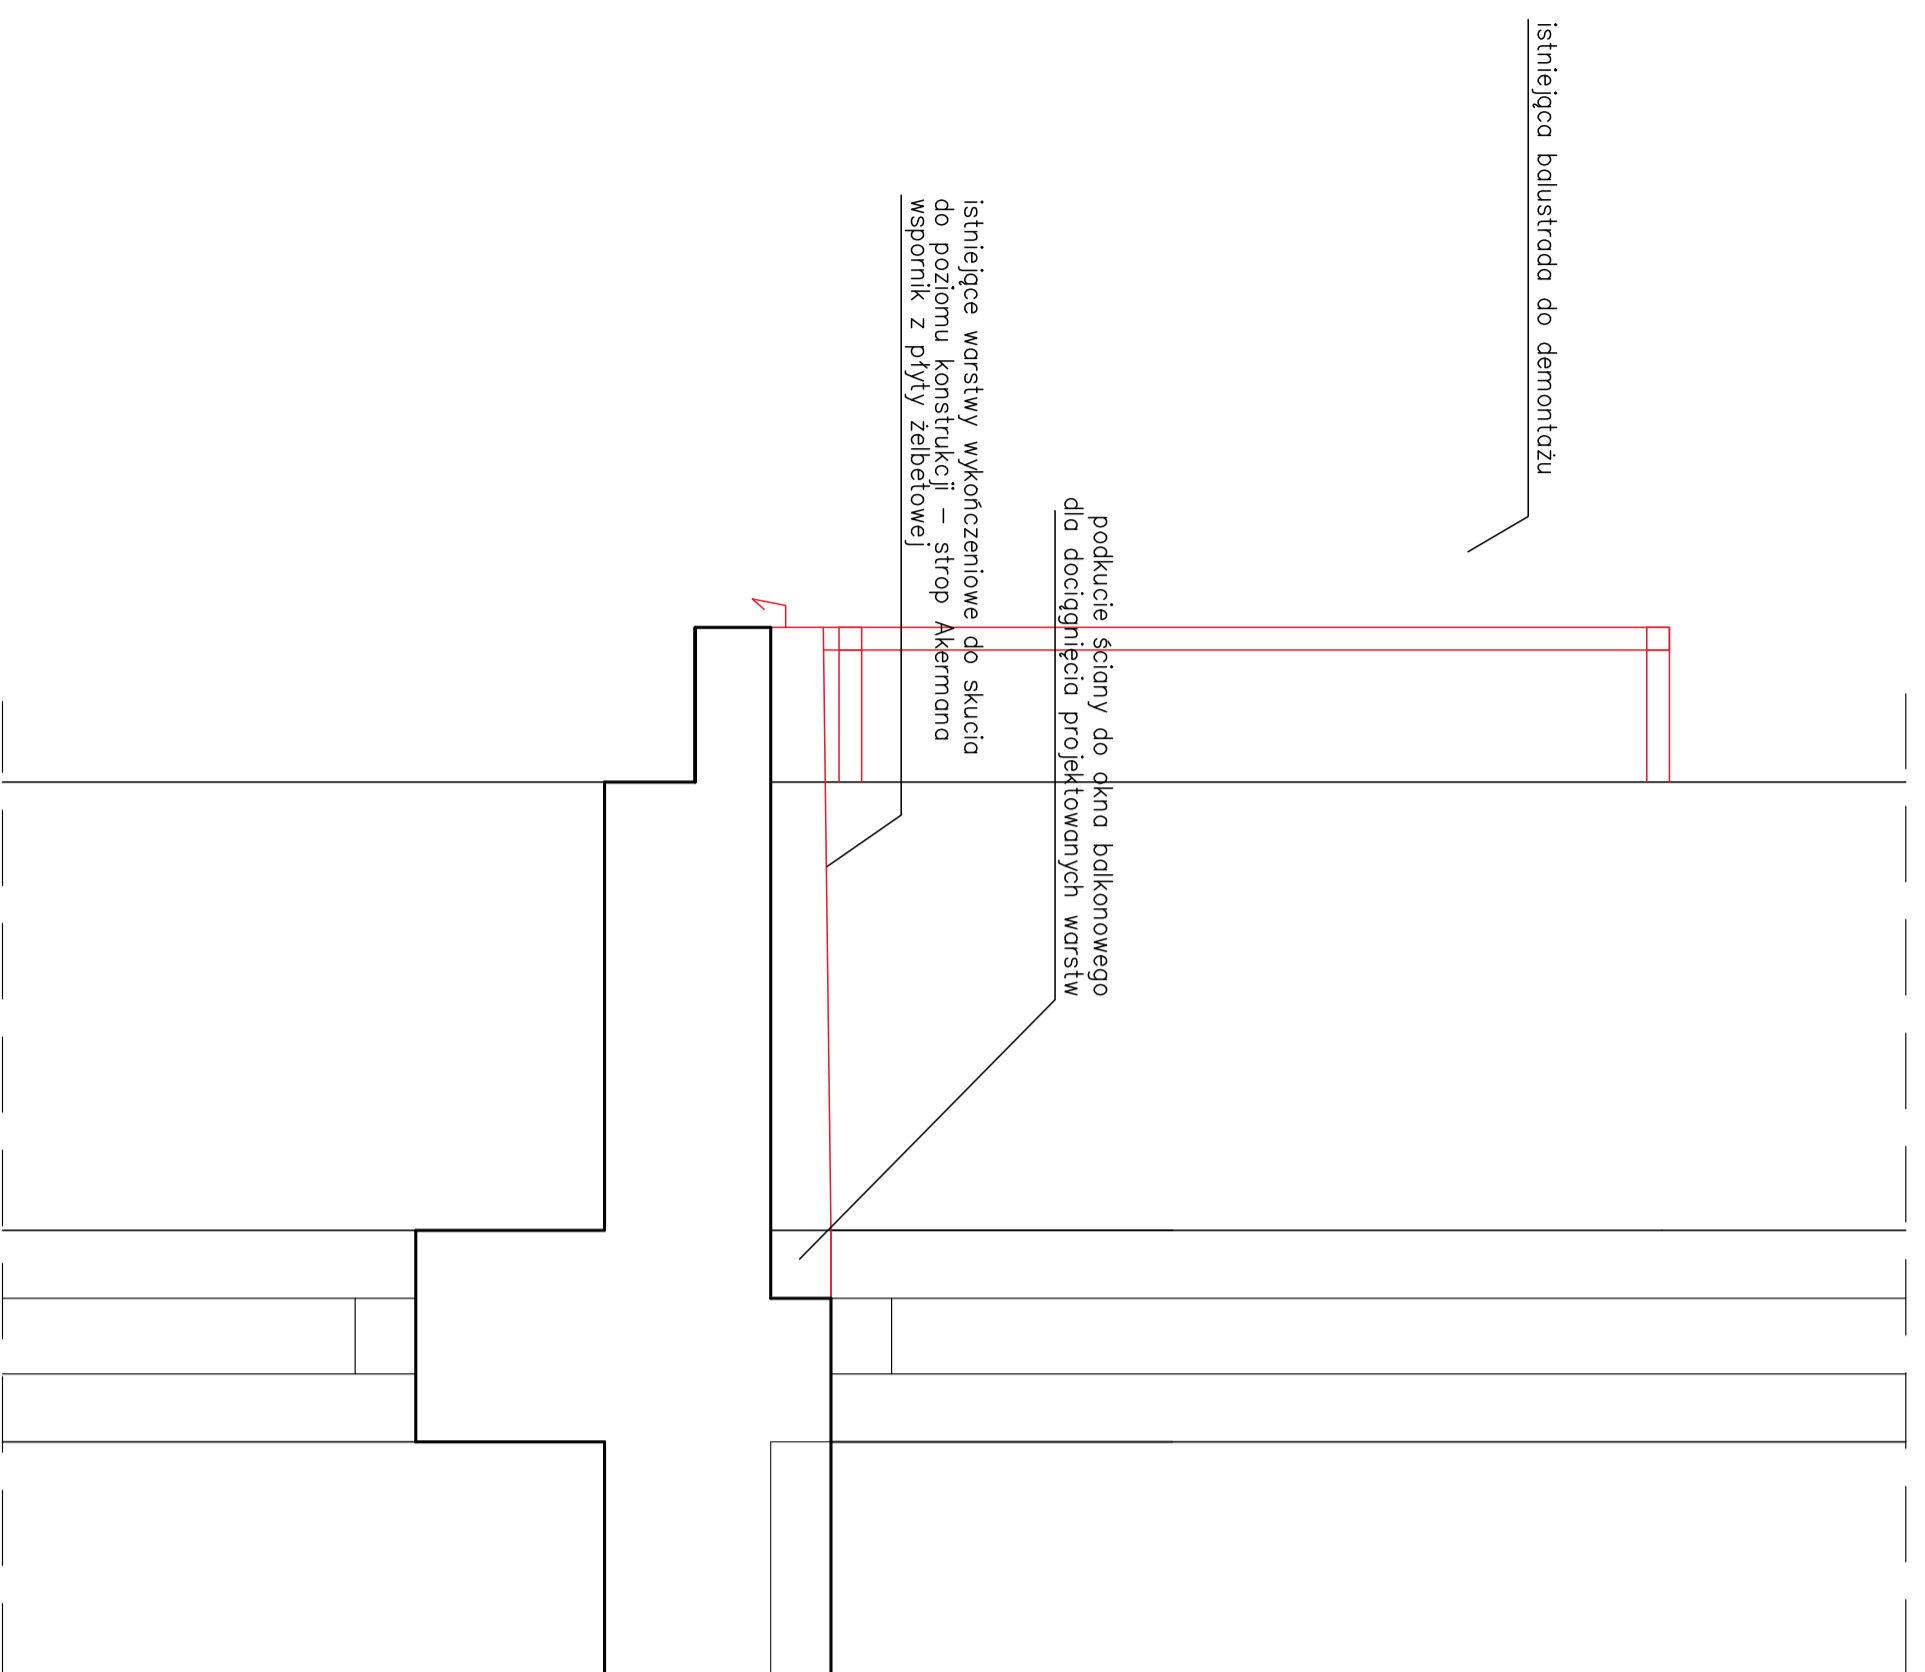 istniejąca balustrada do demontażu
podkucie ściany do okna balkonowego
dla dociągnięcia projektowanych warstw
istniejące warstwy wykończeniowe do skucia
do poziomu konstrukcji – strop Akermana
wspornik z płyty żelbetowej